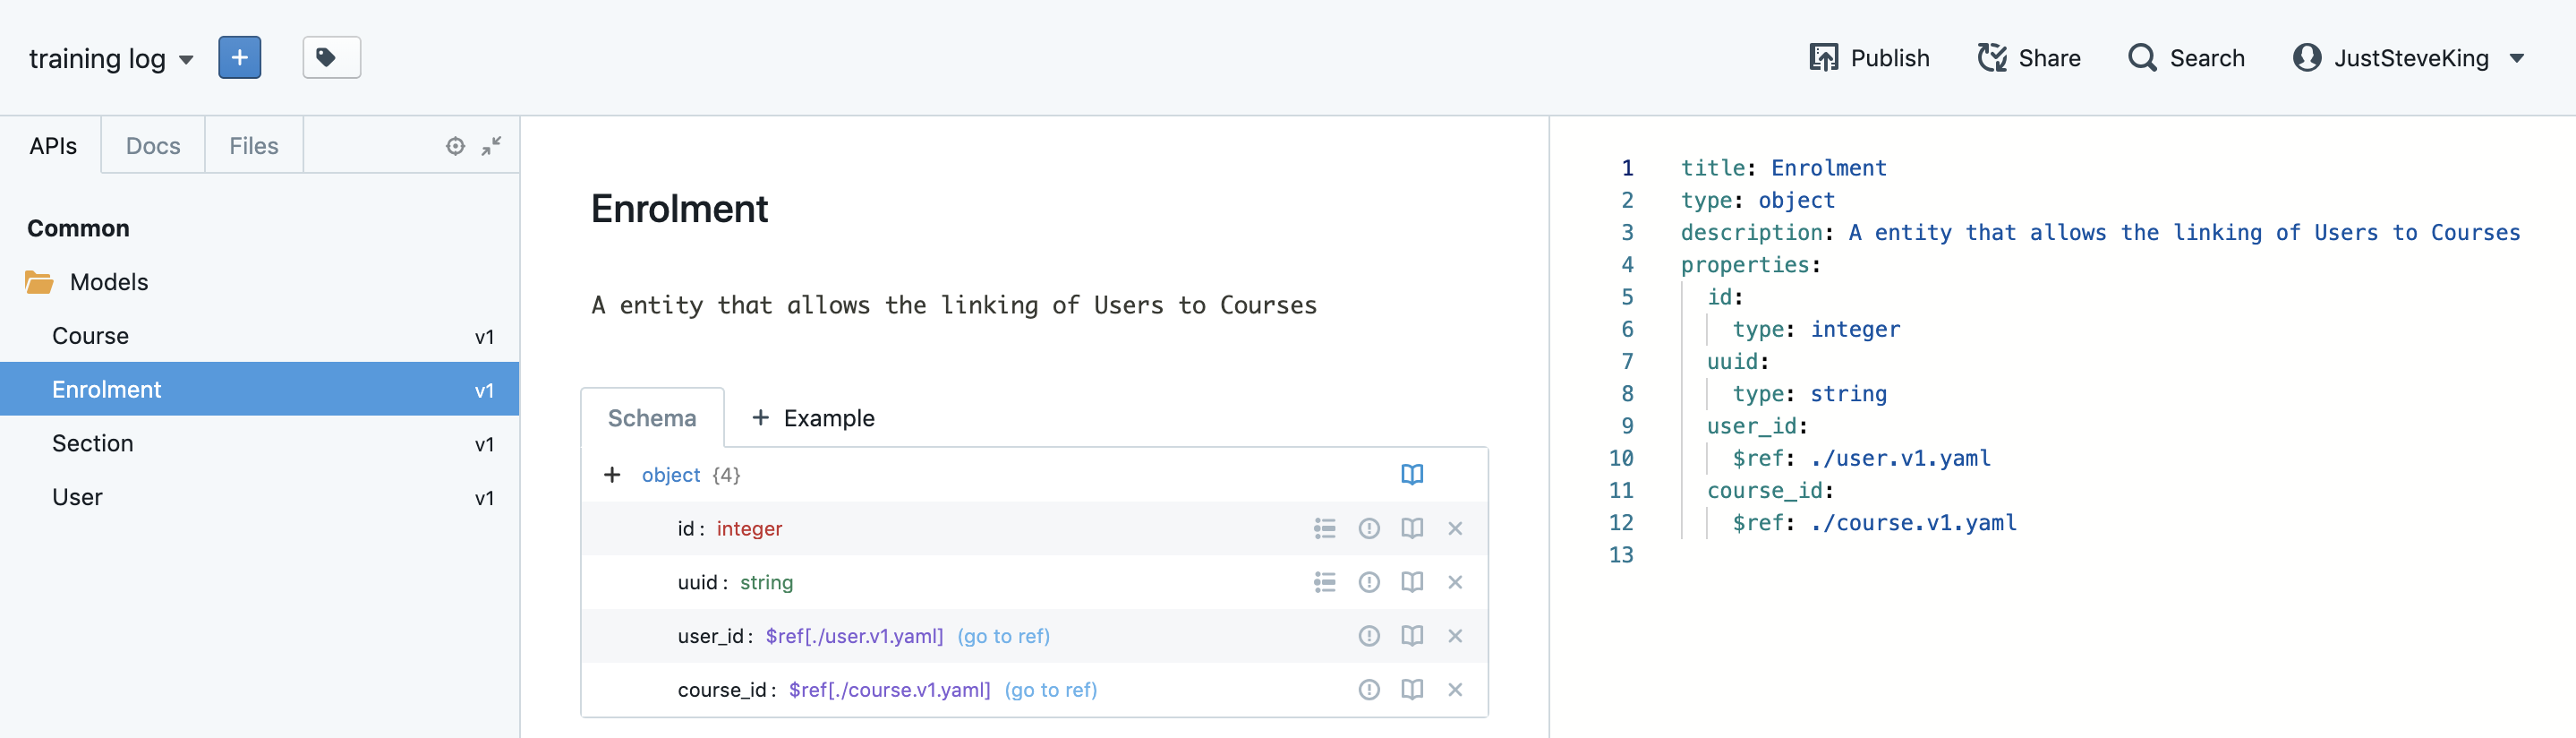 training log
Publish
Share
Search
JustSteveKing
APIs
Docs
Files
Common
Models
Course v1
Enrolment v1
Section v1
User v1
Enrolment
A entity that allows the linking of Users to Courses
Schema
+ Example
+ object {4}
id: integer
uuid: string
user_id: $ref[./user.v1.yaml] (go to ref)
course_id: $ref[./course.v1.yaml] (go to ref)
1 title: Enrolment
2 type: object
3 description: A entity that allows the linking of Users to Courses
4 properties:
5 id:
6 type: integer
7 uuid:
8 type: string
9 user_id:
10 $ref: ./user.v1.yaml
11 course_id:
12 $ref: ./course.v1.yaml
13